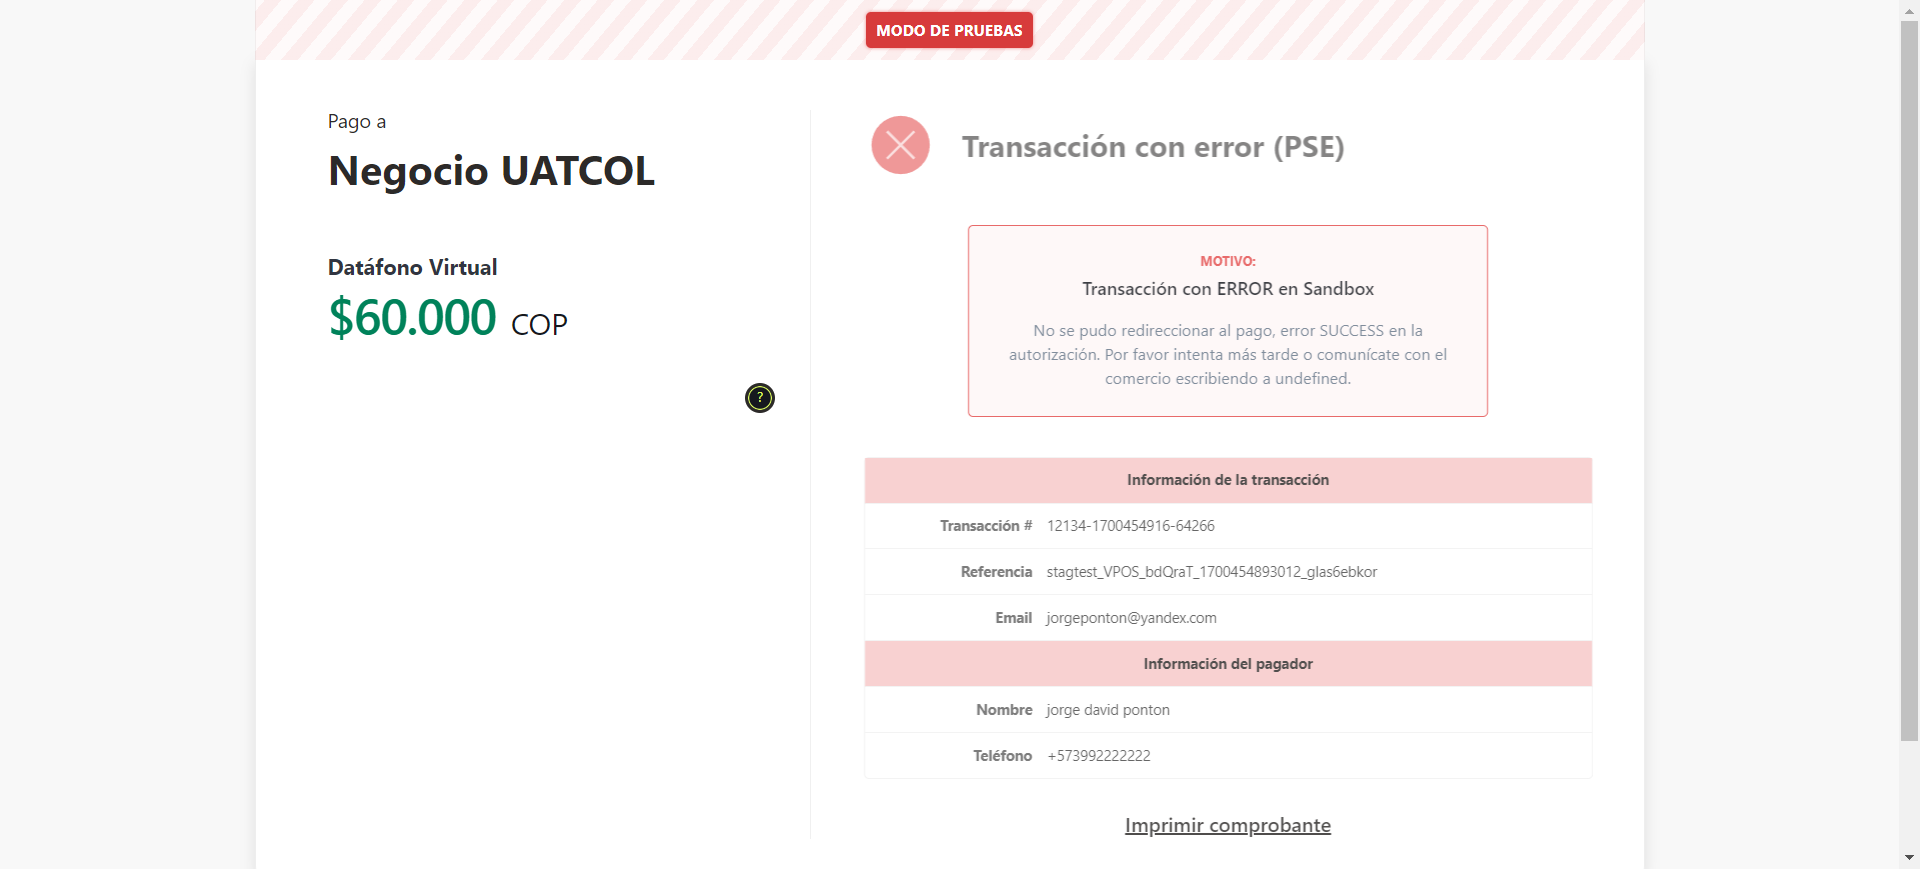 MODO DE PRUEBAS
Pago a
Negocio UATCOL
Datáfono Virtual
$60.000 COP
?
Transacción con error (PSE)
MOTIVO:
Transacción con ERROR en Sandbox
No se pudo redireccionar al pago, error SUCCESS en la
autorización. Por favor intenta más tarde o comunícate con el
comercio escribiendo a undefined.
Información de la transacción
Transacción # 12134-1700454916-64266
Referencia stagtest_VPOS_bdQraT_1700454893012_glas6ebkor
Email jorgeponton@yandex.com
Información del pagador
Nombre jorge david ponton
Teléfono +573992222222
Imprimir comprobante